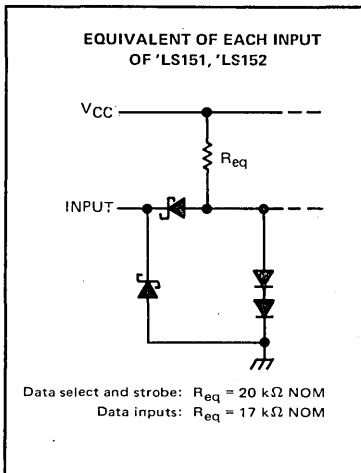 EQUIVALENT OF EACH INPUT
OF 'LS151, 'LS152
VCC
Req
INPUT
Data select and strobe: Req = 20 kΩ NOM
Data inputs: Req = 17 kΩ NOM